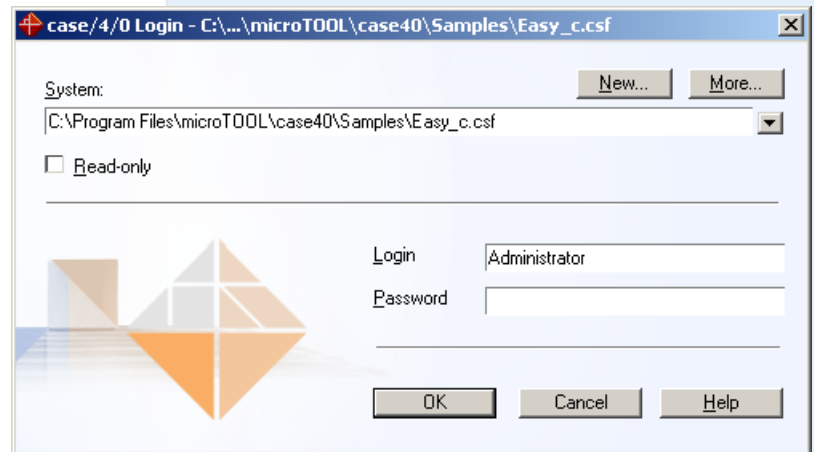 case/4/0 Login - C:\...\microTOOL\case40\Samples\Easy_c.csf
New... More...
System:
C:\Program Files\microTOOL\case40\Samples\Easy_c.csf
Read-only
Login Administrator
Password
OK Cancel Help